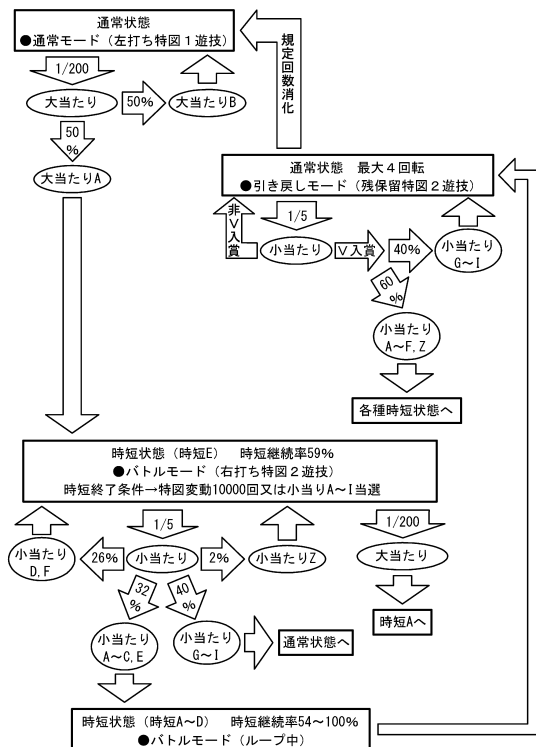 通常状態
●通常モード（左打ち特図１遊技）
1/200
大当たり
50%
大当たりB
50
%
大当たりA
規定回数消化
通常状態　最大４回転
●引き戻しモード（残保留特図２遊技）
非V入賞
1/5
小当たり
V入賞
40%
小当たり
G～I
60
%
小当たり
A～F,Z
各種時短状態へ
時短状態（時短E）　時短継続率59%
●バトルモード（右打ち特図２遊技）
時短終了条件→特図変動10000回又は小当りA～I当選
1/5
1/200
小当たり
D,F
26%
小当たり
2%
小当たりZ
大当たり
32
%
40
%
時短Aへ
小当たり
A～C,E
小当たり
G～I
通常状態へ
時短状態（時短A～D）　時短継続率54～100%
●バトルモード（ループ中）